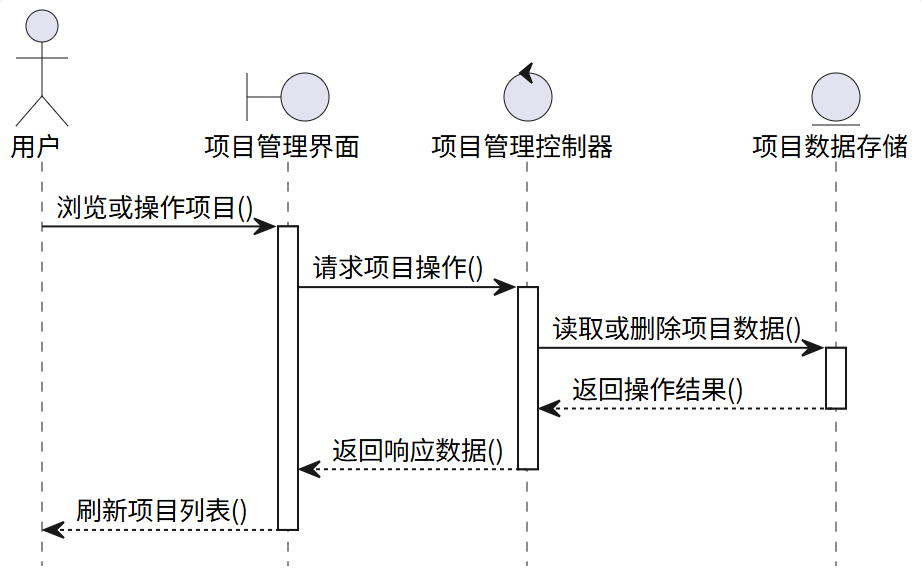 用户
项目管理界面
项目管理控制器
项目数据存储
浏览或操作项目()
请求项目操作()
读取或删除项目数据()
返回操作结果()
返回响应数据()
刷新项目列表()